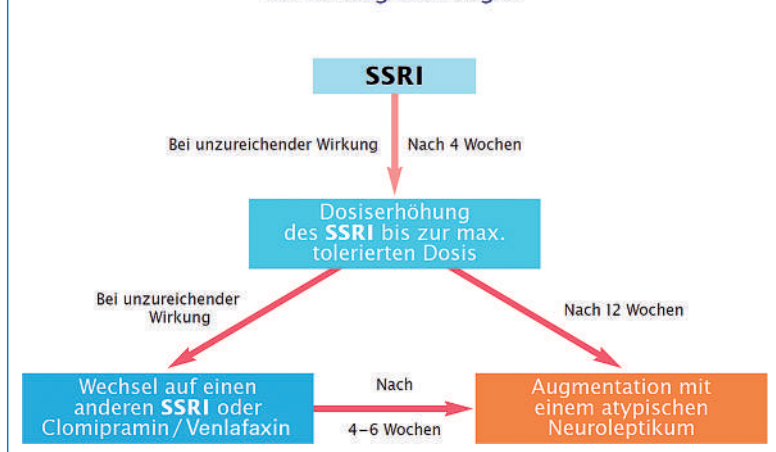 SSRI
Bei unzureichender Wirkung
Nach 4 Wochen
Dosiserhöhung
des SSRI bis zur max.
tolerierten Dosis
Bei unzureichender
Wirkung
Nach 12 Wochen
Wechsel auf einen
anderen SSRI oder
Clomipramin/Venlafaxin
Nach
4–6 Wochen
Augmentation mit
einem atypischen
Neuroleptikum